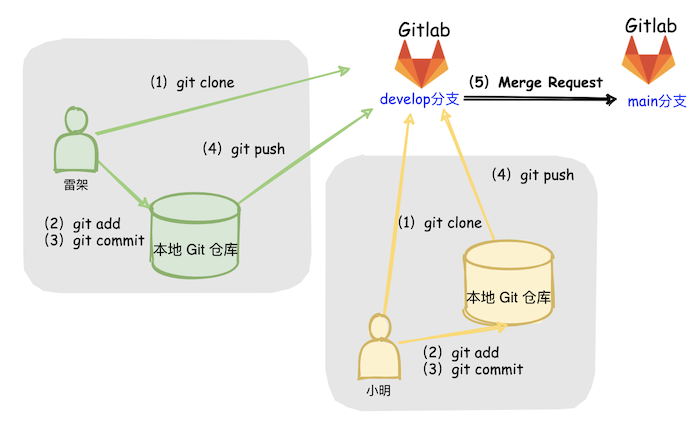 Gitlab
Gitlab
(1) git clone
(5) Merge Request
develop分支
main分支
(4) git push
雷架
(4) git push
(2) git add
(3) git commit
本地 Git 仓库
(1) git clone
本地 Git 仓库
(2) git add
(3) git commit
小明